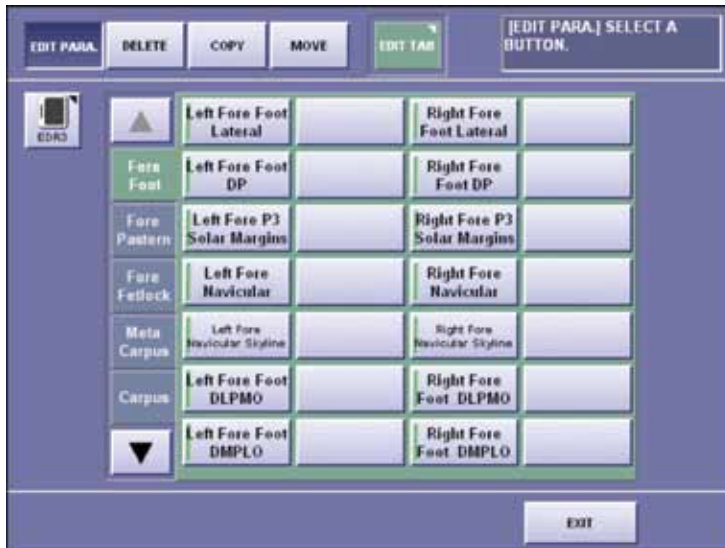 EDIT PARA.
DELETE
COPY
MOVE
EDIT TAB
[EDIT PARA.] SELECT A
BUTTON.
EDR3
Left Fore Foot
Lateral
Right Fore
Foot Lateral
Fore
Foot
Left Fore Foot
DP
Right Fore
Foot DP
Fore
Pastern
Left Fore P3
Solar Margins
Right Fore P3
Solar Margins
Fore
Fetlock
Left Fore
Navicular
Right Fore
Navicular
Meta
Carpus
Left Fore
Navicular Skyline
Right Fore
Navicular Skyline
Carpus
Left Fore Foot
DLPMO
Right Fore
Foot DLPMO
Left Fore Foot
DMPLO
Right Fore
Foot DMPLO
EXIT